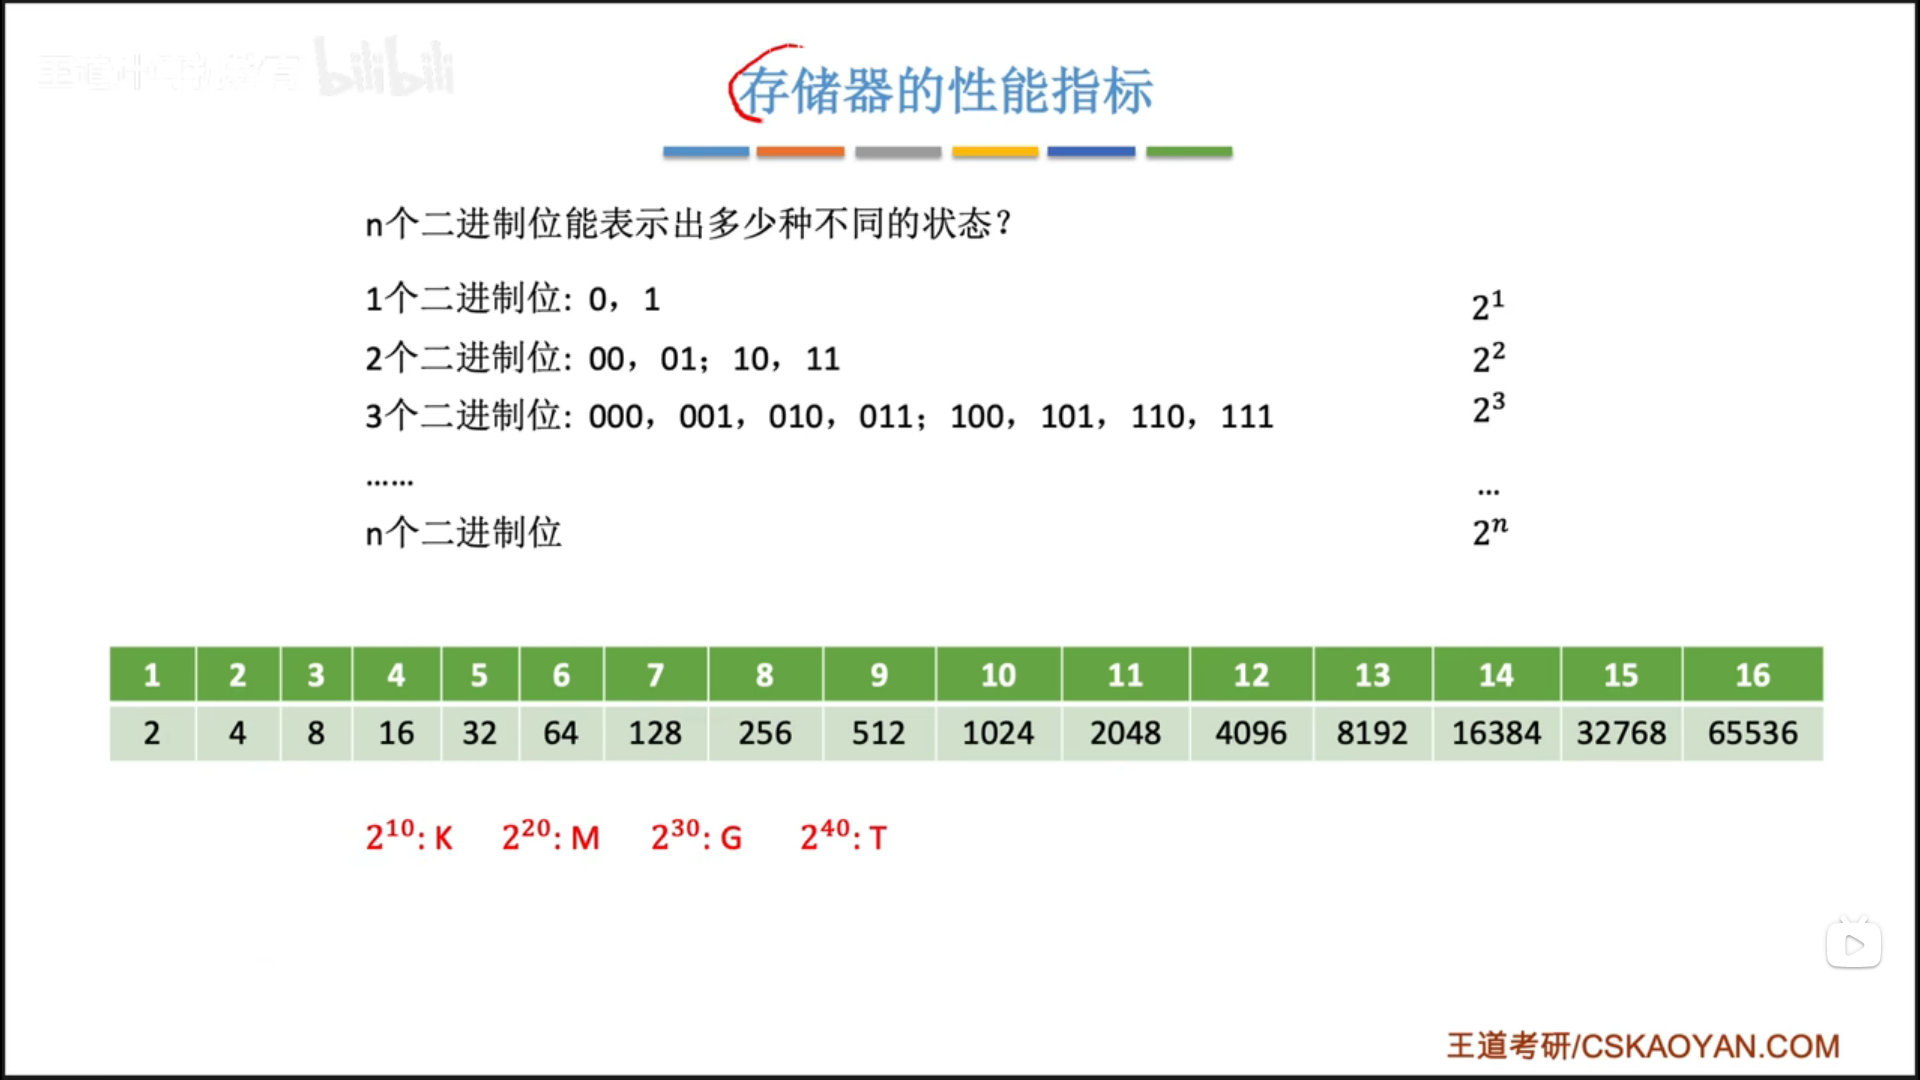 bilibili
存储器的性能指标
n个二进制位能表示出多少种不同的状态？
1个二进制位：0，1 2¹
2个二进制位：00，01；10，11 2²
3个二进制位：000，001，010，011；100，101，110，111 2³
…… …
n个二进制位 2ⁿ
1 2 3 4 5 6 7 8 9 10 11 12 13 14 15 16
2 4 8 16 32 64 128 256 512 1024 2048 4096 8192 16384 32768 65536
2¹⁰: K 2²⁰: M 2³⁰: G 2⁴⁰: T
王道考研/CSKAOYAN.COM